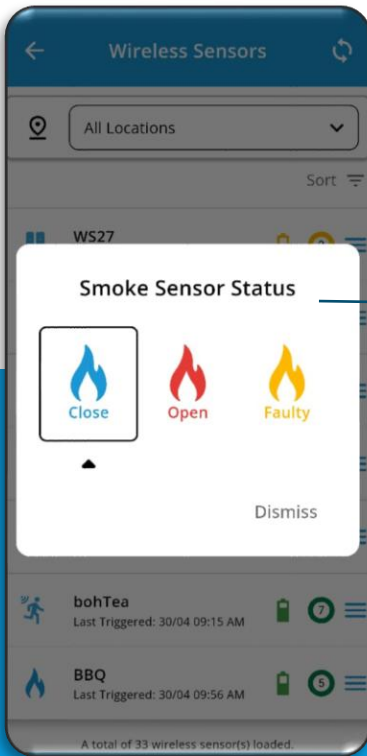 Wireless Sensors
All Locations
Sort
WS27
Smoke Sensor Status
Close
Open
Faulty
Dismiss
bohTea
7
Last Triggered: 30/04 09:15 AM
BBQ
5
Last Triggered: 30/04 09:56 AM
A total of 33 wireless sensor(s) loaded.